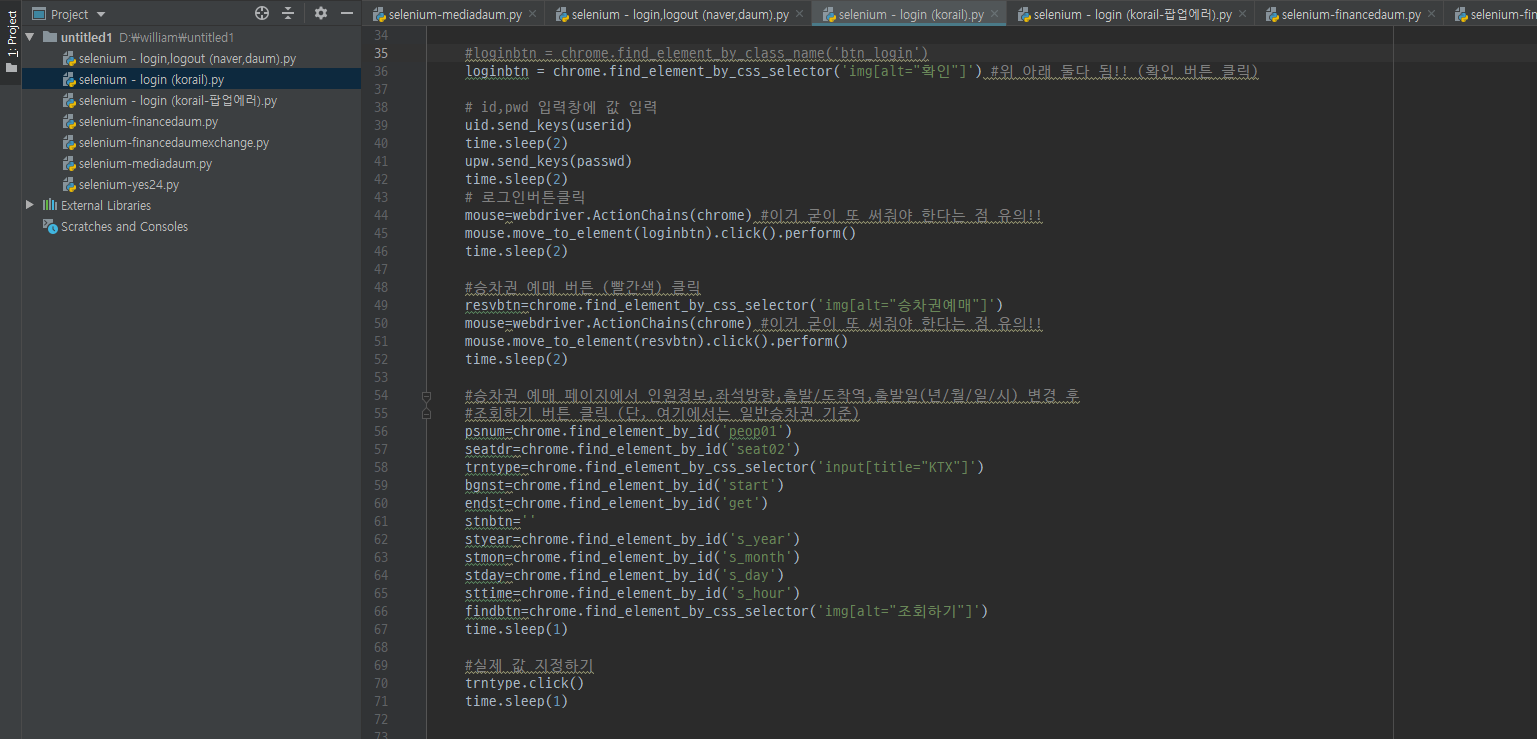 1: Project
Project
untitled1 D:₩william₩untitled1
selenium - login,logout (naver,daum).py
selenium - login (korail).py
selenium - login (korail-팝업에러).py
selenium-financedaum.py
selenium-financedaumexchange.py
selenium-mediadaum.py
selenium-yes24.py
External Libraries
Scratches and Consoles
selenium-mediadaum.py
selenium - login,logout (naver,daum).py
selenium - login (korail).py
selenium - login (korail-팝업에러).py
selenium-financedaum.py
selenium-fin
34
35 #loginbtn = chrome.find_element_by_class_name('btn_login')
36 loginbtn = chrome.find_element_by_css_selector('img[alt="확인"]') #위 아래 둘다 됨!! (확인 버튼 클릭)
37
38 # id,pwd 입력창에 값 입력
39 uid.send_keys(userid)
40 time.sleep(2)
41 upw.send_keys(passwd)
42 time.sleep(2)
43 # 로그인버튼클릭
44 mouse=webdriver.ActionChains(chrome) #이거 굳이 또 써줘야 한다는 점 유의!!
45 mouse.move_to_element(loginbtn).click().perform()
46 time.sleep(2)
47
48 #승차권 예매 버튼 (빨간색) 클릭
49 resvbtn=chrome.find_element_by_css_selector('img[alt="승차권예매"]')
50 mouse=webdriver.ActionChains(chrome) #이거 굳이 또 써줘야 한다는 점 유의!!
51 mouse.move_to_element(resvbtn).click().perform()
52 time.sleep(2)
53
54 #승차권 예매 페이지에서 인원정보,좌석방향,출발/도착역,출발일(년/월/일/시) 변경 후
55 #조회하기 버튼 클릭 (단, 여기에서는 일반승차권 기준)
56 psnum=chrome.find_element_by_id('peop01')
57 seatdr=chrome.find_element_by_id('seat02')
58 trntype=chrome.find_element_by_css_selector('input[title="KTX"]')
59 bgnst=chrome.find_element_by_id('start')
60 endst=chrome.find_element_by_id('get')
61 stnbtn=''
62 styear=chrome.find_element_by_id('s_year')
63 stmon=chrome.find_element_by_id('s_month')
64 stday=chrome.find_element_by_id('s_day')
65 sttime=chrome.find_element_by_id('s_hour')
66 findbtn=chrome.find_element_by_css_selector('img[alt="조회하기"]')
67 time.sleep(1)
68
69 #실제 값 지정하기
70 trntype.click()
71 time.sleep(1)
72
73